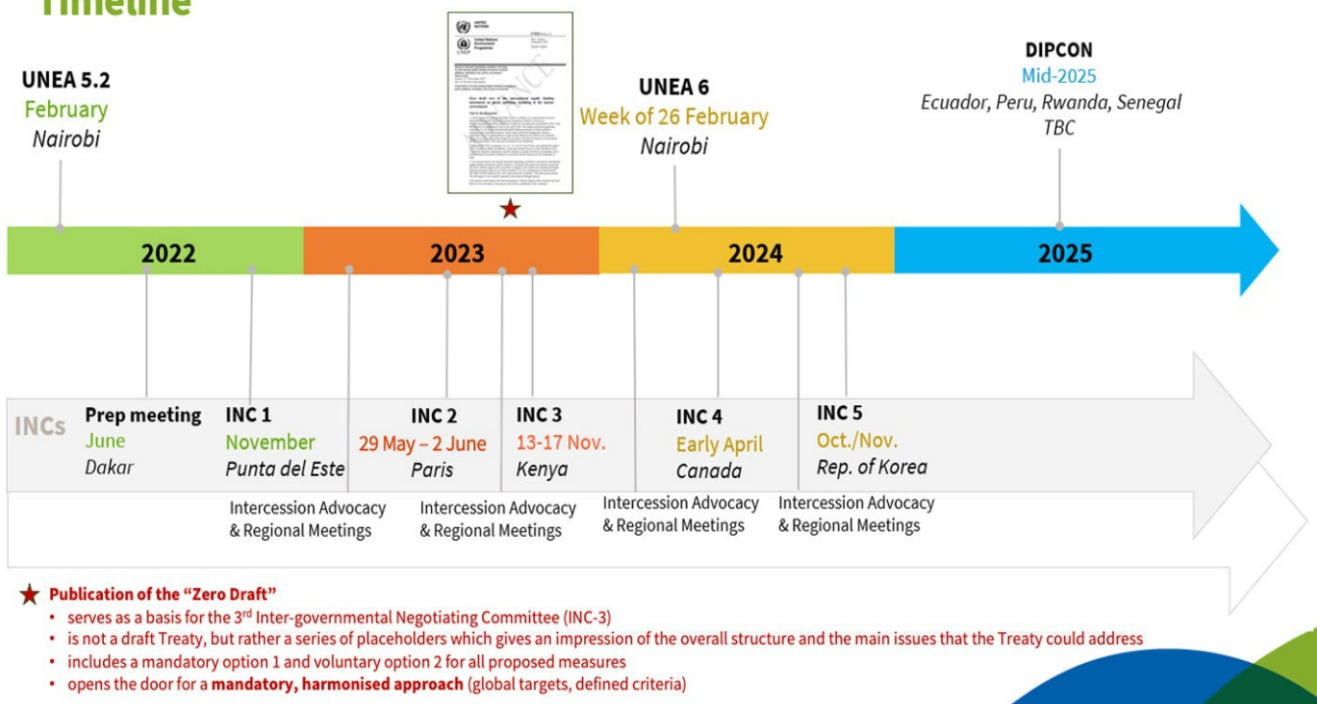 Timeline
UNITED
NATIONS
United Nations
Environment
Programme
UNEP
UNEA 5.2
February
Nairobi
UNEA 6
Week of 26 February
Nairobi
DIPCON
Mid-2025
Ecuador, Peru, Rwanda, Senegal
TBC
2022
2023
2024
2025
INCs
Prep meeting
June
Dakar
INC 1
November
Punta del Este
INC 2
29 May – 2 June
Paris
INC 3
13-17 Nov.
Kenya
INC 4
Early April
Canada
INC 5
Oct./Nov.
Rep. of Korea
Intercession Advocacy
& Regional Meetings
Intercession Advocacy
& Regional Meetings
Intercession Advocacy
& Regional Meetings
Intercession Advocacy
& Regional Meetings
Publication of the “Zero Draft”
• serves as a basis for the 3rd Inter-governmental Negotiating Committee (INC-3)
• is not a draft Treaty, but rather a series of placeholders which gives an impression of the overall structure and the main issues that the Treaty could address
• includes a mandatory option 1 and voluntary option 2 for all proposed measures
• opens the door for a mandatory, harmonised approach (global targets, defined criteria)